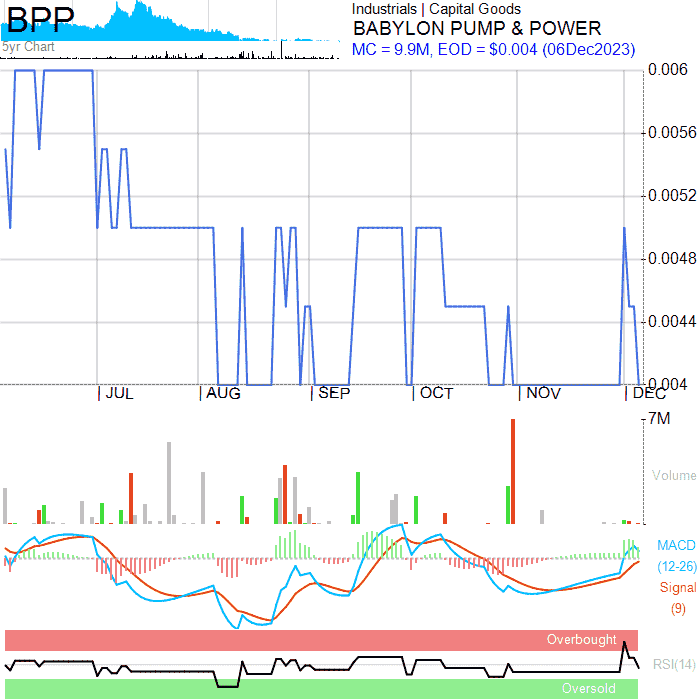 BPP
5yr Chart
Industrials | Capital Goods
BABYLON PUMP & POWER
MC = 9.9M, EOD = $0.004 (06Dec2023)
0.006
0.0056
0.0052
0.0048
0.0044
0.004
JUL AUG SEP OCT NOV DEC
7M
Volume
MACD
(12-26)
Signal
(9)
Overbought
RSI(14)
Oversold